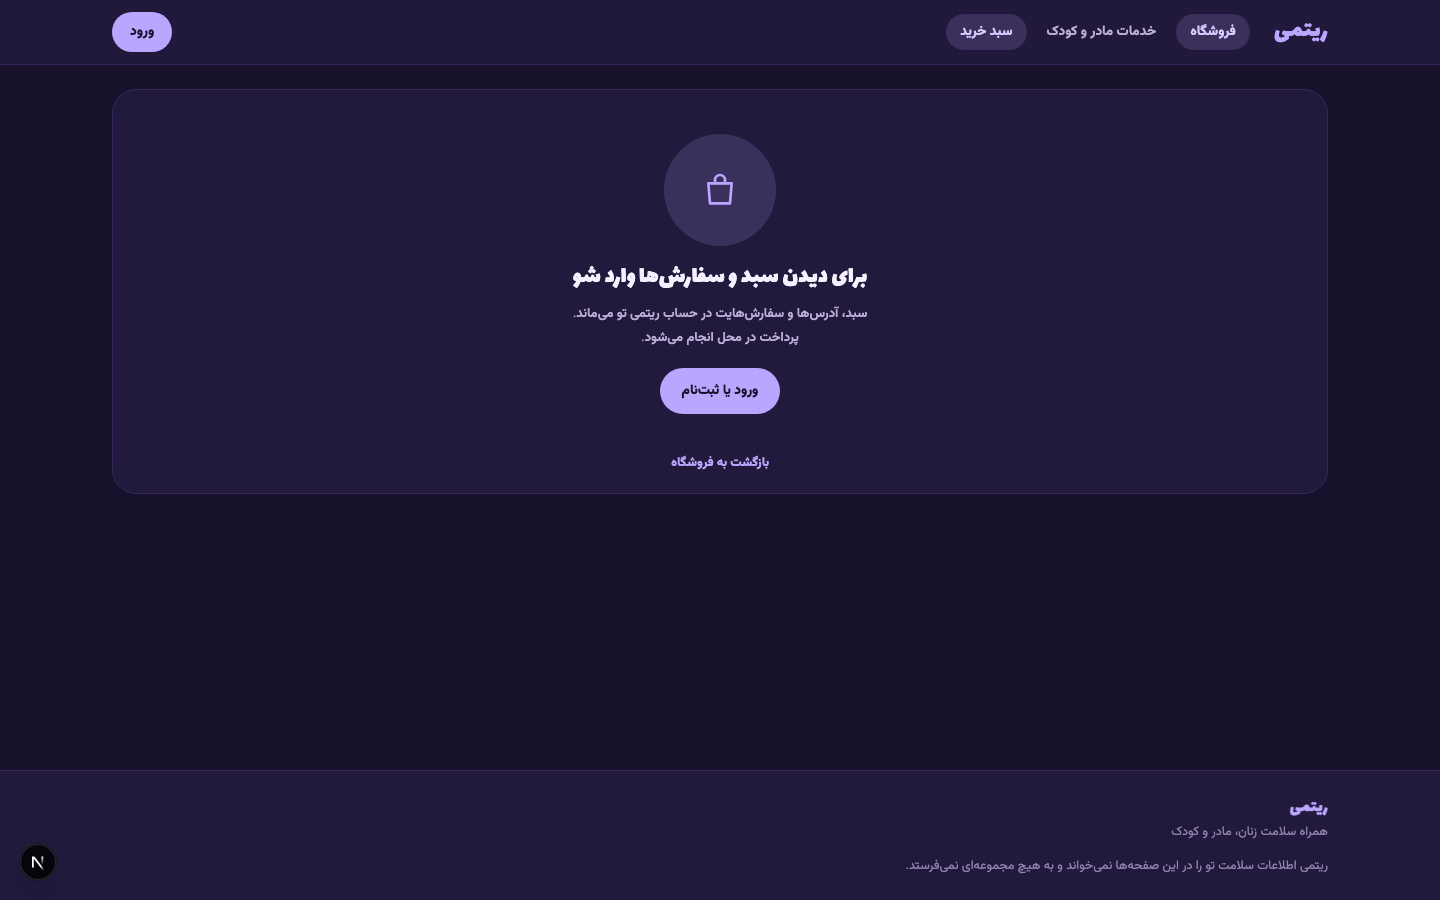 ریتمی
فروشگاه
خدمات مادر و کودک
سبد خرید
ورود
برای دیدن سبد و سفارش‌ها وارد شو
سبد، آدرس‌ها و سفارش‌هایت در حساب ریتمی تو می‌ماند.
پرداخت در محل انجام می‌شود.
ورود یا ثبت‌نام
بازگشت به فروشگاه
ریتمی
همراه سلامت زنان، مادر و کودک
ریتمی اطلاعات سلامت تو را در این صفحه‌ها نمی‌خواند و به هیچ مجموعه‌ای نمی‌فرستد.
N